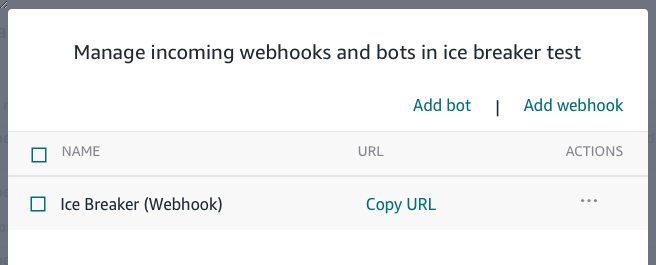 Manage incoming webhooks and bots in ice breaker test
Add bot | Add webhook
NAME URL ACTIONS
Ice Breaker (Webhook) Copy URL ...